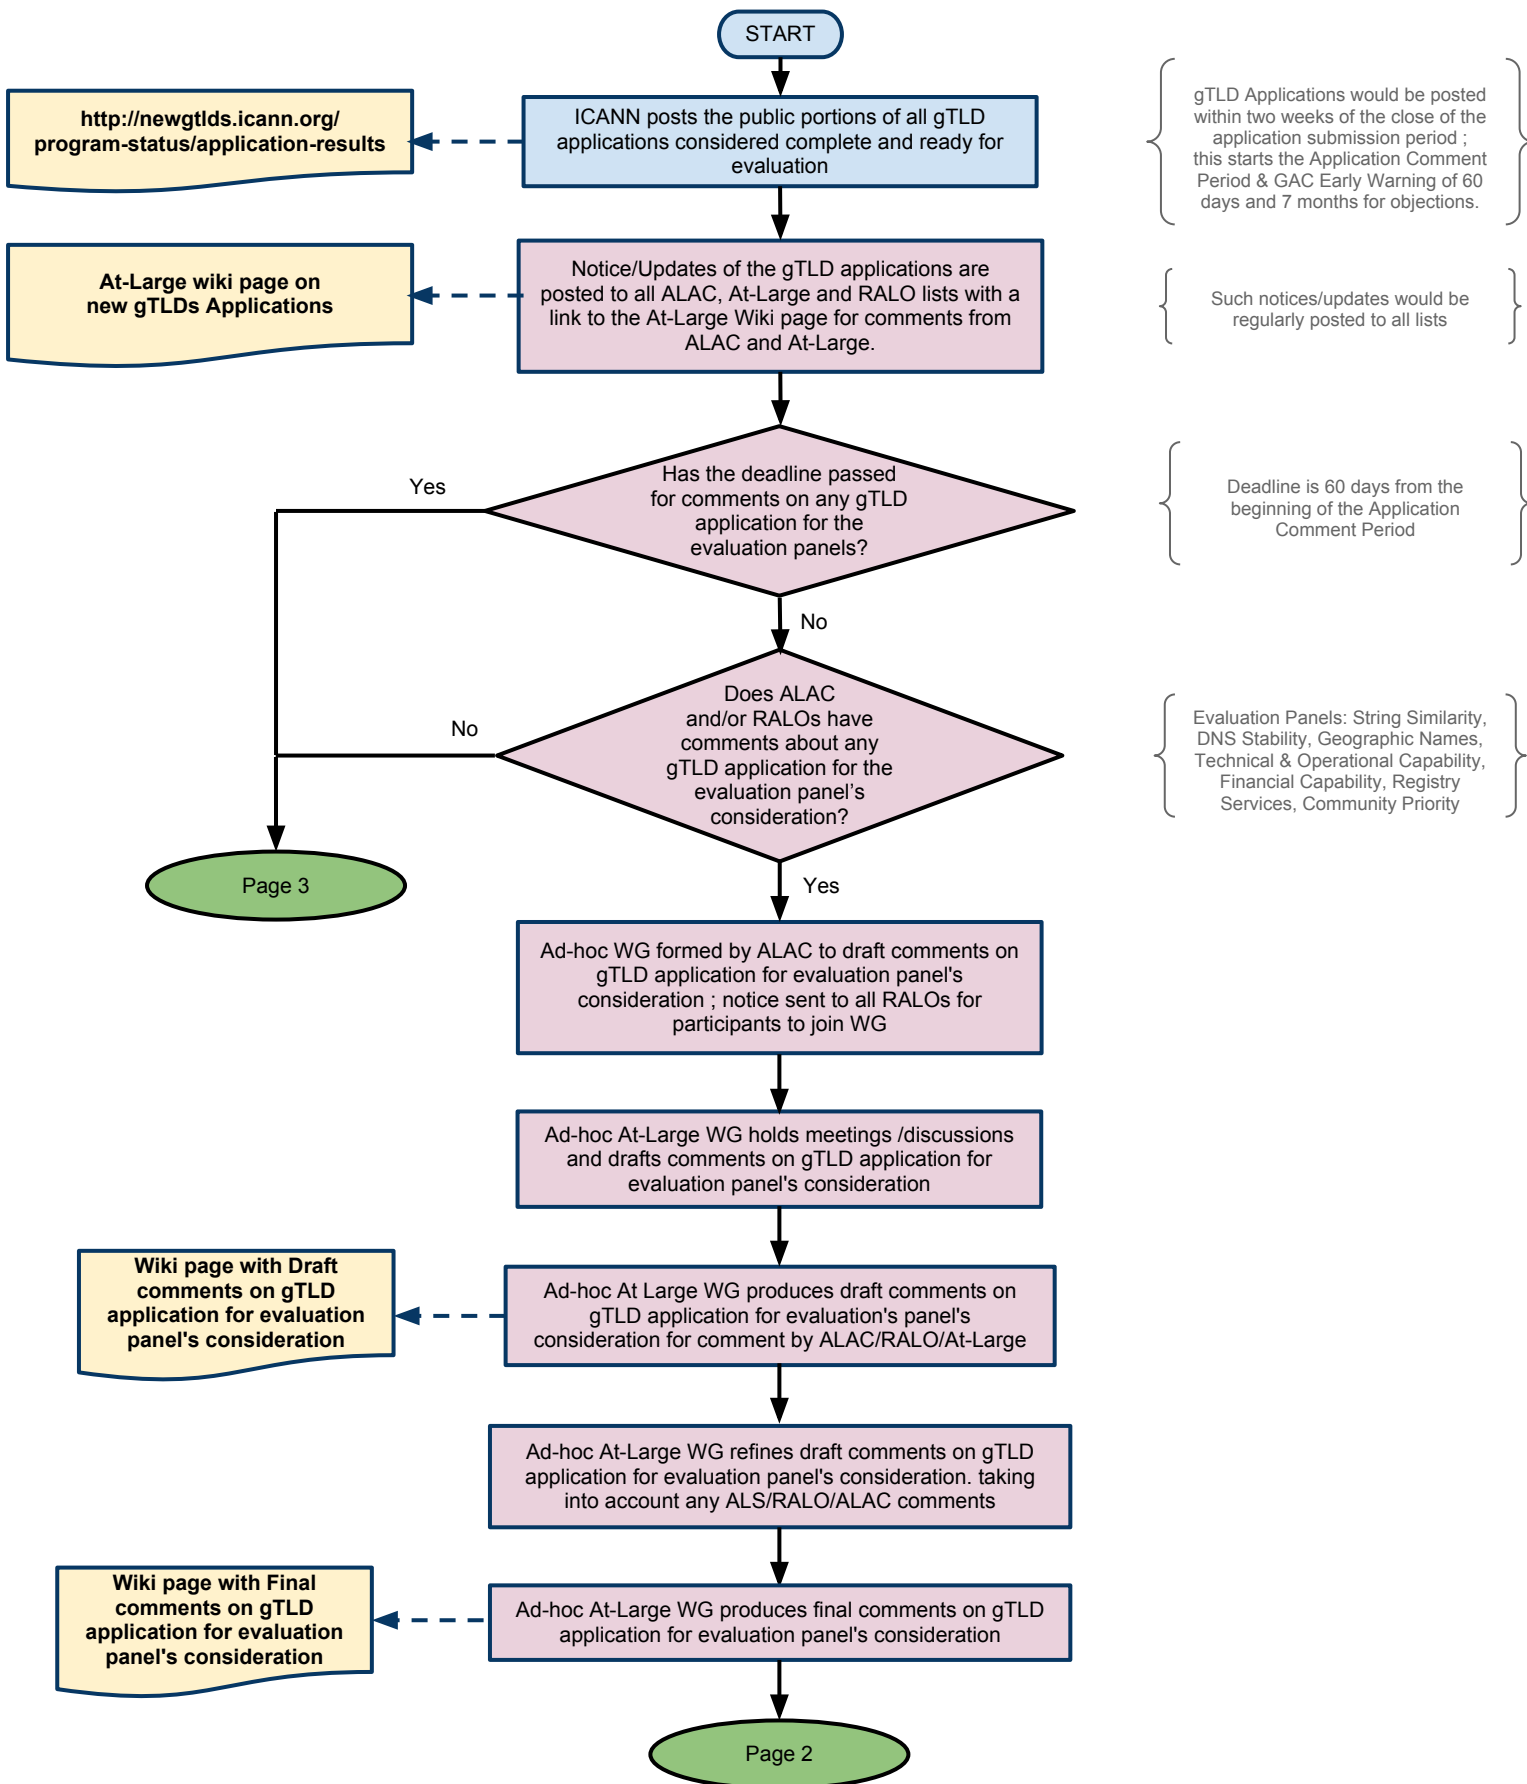 START
http://newgtlds.icann.org/
program-status/application-results
ICANN posts the public portions of all gTLD
applications considered complete and ready for
evaluation
gTLD Applications would be posted
within two weeks of the close of the
application submission period ;
this starts the Application Comment
Period & GAC Early Warning of 60
days and 7 months for objections.
At-Large wiki page on
new gTLDs Applications
Notice/Updates of the gTLD applications are
posted to all ALAC, At-Large and RALO lists with a
link to the At-Large Wiki page for comments from
ALAC and At-Large.
Such notices/updates would be
regularly posted to all lists
Yes
Has the deadline passed
for comments on any gTLD
application for the
evaluation panels?
Deadline is 60 days from the
beginning of the Application
Comment Period
No
No
Does ALAC
and/or RALOs have
comments about any
gTLD application for the
evaluation panel's
consideration?
Evaluation Panels: String Similarity,
DNS Stability, Geographic Names,
Technical & Operational Capability,
Financial Capability, Registry
Services, Community Priority
Page 3
Yes
Ad-hoc WG formed by ALAC to draft comments on
gTLD application for evaluation panel's
consideration ; notice sent to all RALOs for
participants to join WG
Ad-hoc At-Large WG holds meetings /discussions
and drafts comments on gTLD application for
evaluation panel's consideration
Wiki page with Draft
comments on gTLD
application for evaluation
panel's consideration
Ad-hoc At Large WG produces draft comments on
gTLD application for evaluation's panel's
consideration for comment by ALAC/RALO/At-Large
Ad-hoc At-Large WG refines draft comments on gTLD
application for evaluation panel's consideration. taking
into account any ALS/RALO/ALAC comments
Wiki page with Final
comments on gTLD
application for evaluation
panel's consideration
Ad-hoc At-Large WG produces final comments on gTLD
application for evaluation panel's consideration
Page 2